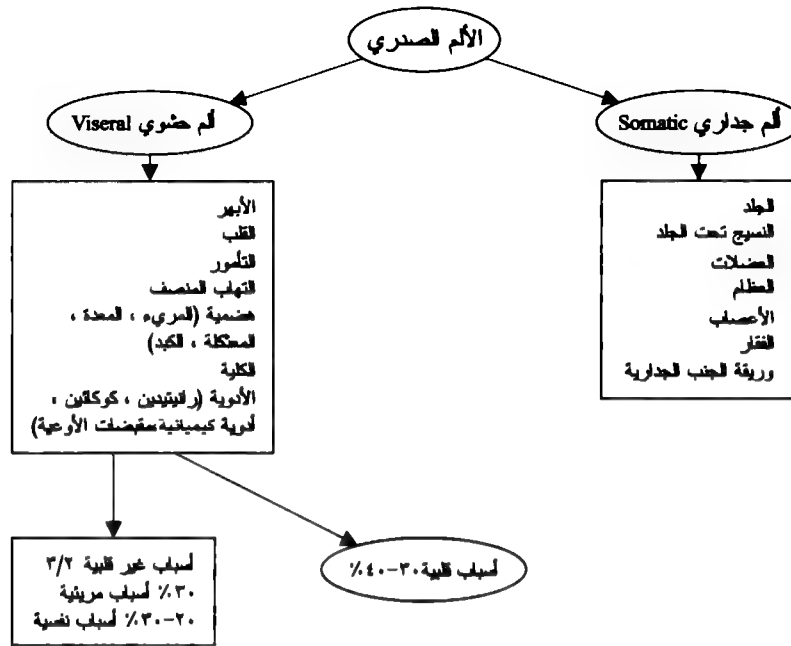 الألم الصدري
ألم جداري Somatic
ألم حشوي Viseral
الجلد
النسيج تحت الجلد
العضلات
العظام
الأعصاب
الفقار
وريقة الجنب الجدارية
الأبهر
القلب
التأمور
التهاب المنصف
هضمية (المريء ، المعدة ،
المعثكلة ، الكبد)
الكلية
الأدوية (رانيتيدين ، كوكائين ،
أدوية كيميائية مقبضات الأوعية)
أسباب قلبية ٣٠-٤٠٪
أسباب غير قلبية ٣/٢
٣٠٪ أسباب مريئية
٢٠-٣٠٪ أسباب نفسية